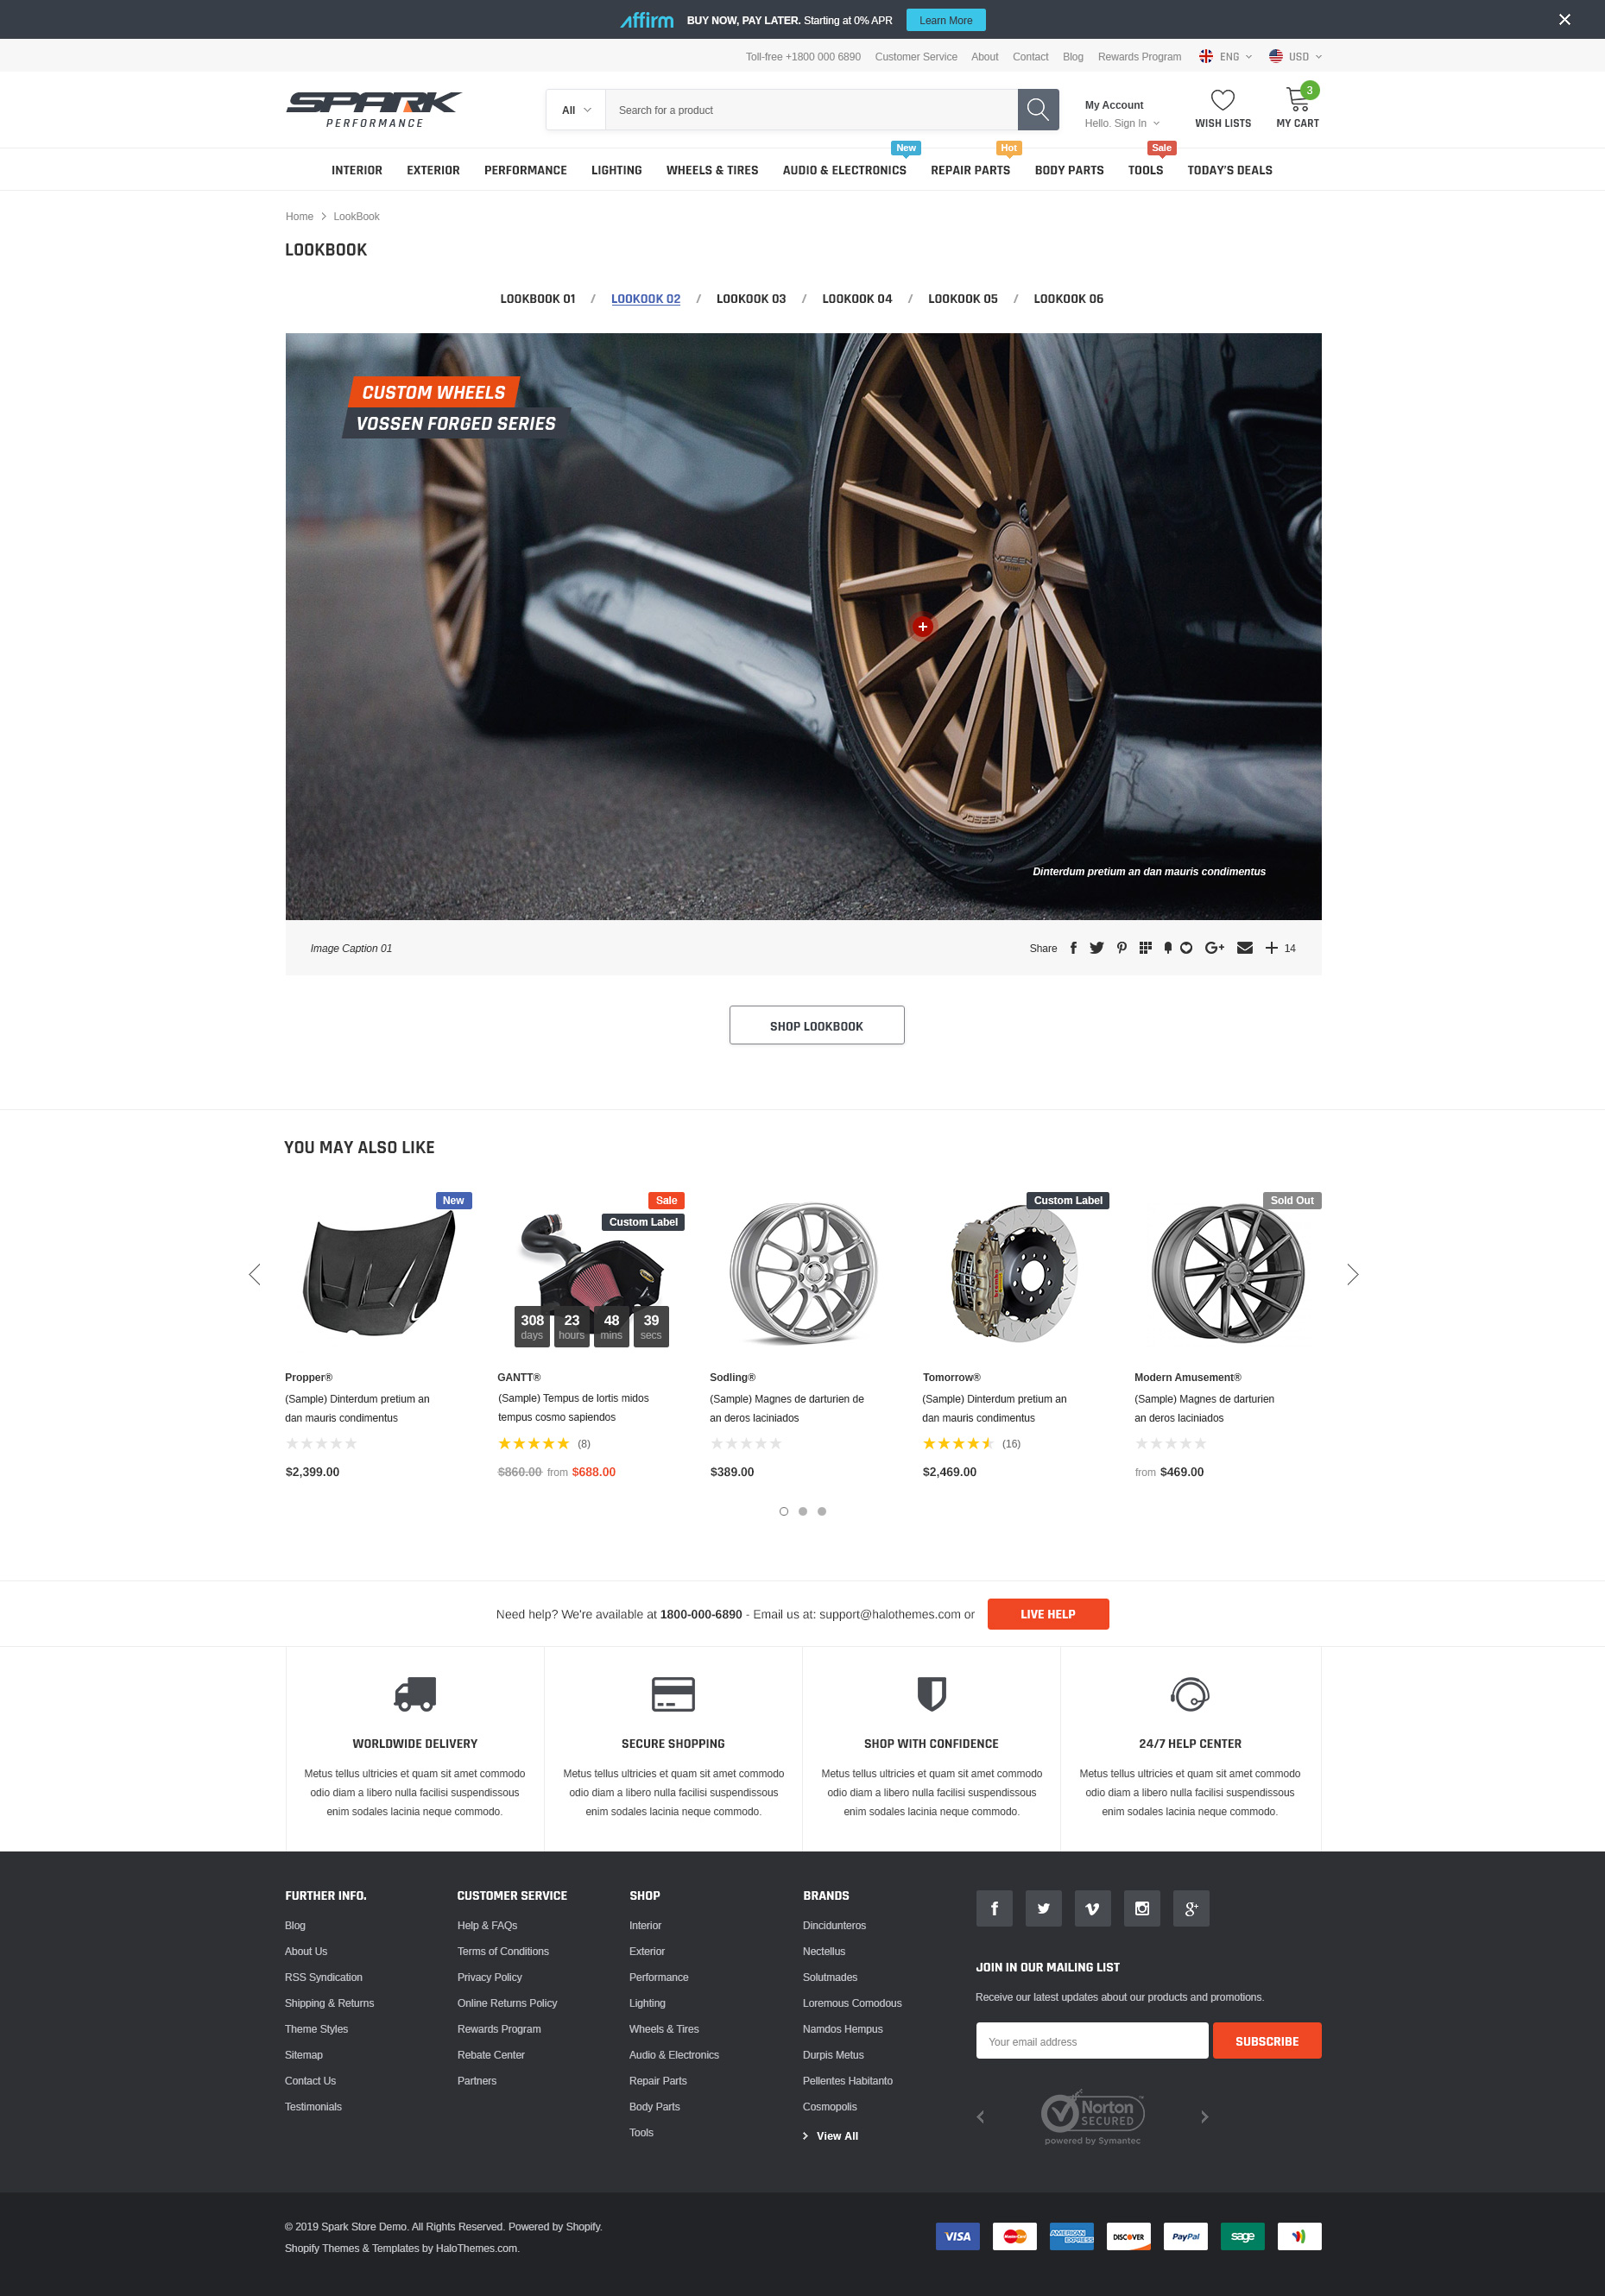 affirm BUY NOW, PAY LATER. Starting at 0% APR Learn More
Toll-free +1800 000 6890 Customer Service About Contact Blog Rewards Program ENG USD
SPARK
PERFORMANCE
All Search for a product
My Account
Hello. Sign In
WISH LISTS
3
MY CART
New Hot Sale
INTERIOR EXTERIOR PERFORMANCE LIGHTING WHEELS & TIRES AUDIO & ELECTRONICS REPAIR PARTS BODY PARTS TOOLS TODAY'S DEALS
Home LookBook
LOOKBOOK
LOOKBOOK 01 / LOOKOOK 02 / LOOKOOK 03 / LOOKOOK 04 / LOOKOOK 05 / LOOKOOK 06
CUSTOM WHEELS
VOSSEN FORGED SERIES
VOSSEN
Dinterdum pretium an dan mauris condimentus
Image Caption 01
Share 14
SHOP LOOKBOOK
YOU MAY ALSO LIKE
New
Propper®
(Sample) Dinterdum pretium an
dan mauris condimentus
$2,399.00
Sale
Custom Label
308 23 48 39
days hours mins secs
GANTT®
(Sample) Tempus de lortis midos
tempus cosmo sapiendos
(8)
$860.00 from $688.00
Sodling®
(Sample) Magnes de darturien de
an deros laciniados
$389.00
Custom Label
brembo
Tomorrow®
(Sample) Dinterdum pretium an
dan mauris condimentus
(16)
$2,469.00
Sold Out
Modern Amusement®
(Sample) Magnes de darturien
an deros laciniados
from $469.00
Need help? We're available at 1800-000-6890 - Email us at: support@halothemes.com or LIVE HELP
WORLDWIDE DELIVERY
Metus tellus ultricies et quam sit amet commodo
odio diam a libero nulla facilisi suspendissous
enim sodales lacinia neque commodo.
SECURE SHOPPING
Metus tellus ultricies et quam sit amet commodo
odio diam a libero nulla facilisi suspendissous
enim sodales lacinia neque commodo.
SHOP WITH CONFIDENCE
Metus tellus ultricies et quam sit amet commodo
odio diam a libero nulla facilisi suspendissous
enim sodales lacinia neque commodo.
24/7 HELP CENTER
Metus tellus ultricies et quam sit amet commodo
odio diam a libero nulla facilisi suspendissous
enim sodales lacinia neque commodo.
FURTHER INFO.
Blog
About Us
RSS Syndication
Shipping & Returns
Theme Styles
Sitemap
Contact Us
Testimonials
CUSTOMER SERVICE
Help & FAQs
Terms of Conditions
Privacy Policy
Online Returns Policy
Rewards Program
Rebate Center
Partners
SHOP
Interior
Exterior
Performance
Lighting
Wheels & Tires
Audio & Electronics
Repair Parts
Body Parts
Tools
BRANDS
Dincidunteros
Nectellus
Solutmades
Loremous Comodous
Namdos Hempus
Durpis Metus
Pellentes Habitanto
Cosmopolis
View All
JOIN IN OUR MAILING LIST
Receive our latest updates about our products and promotions.
Your email address SUBSCRIBE
Norton
SECURED
powered by Symantec
© 2019 Spark Store Demo. All Rights Reserved. Powered by Shopify.
Shopify Themes & Templates by HaloThemes.com.
VISA MasterCard AMERICAN EXPRESS DISCOVER PayPal sage